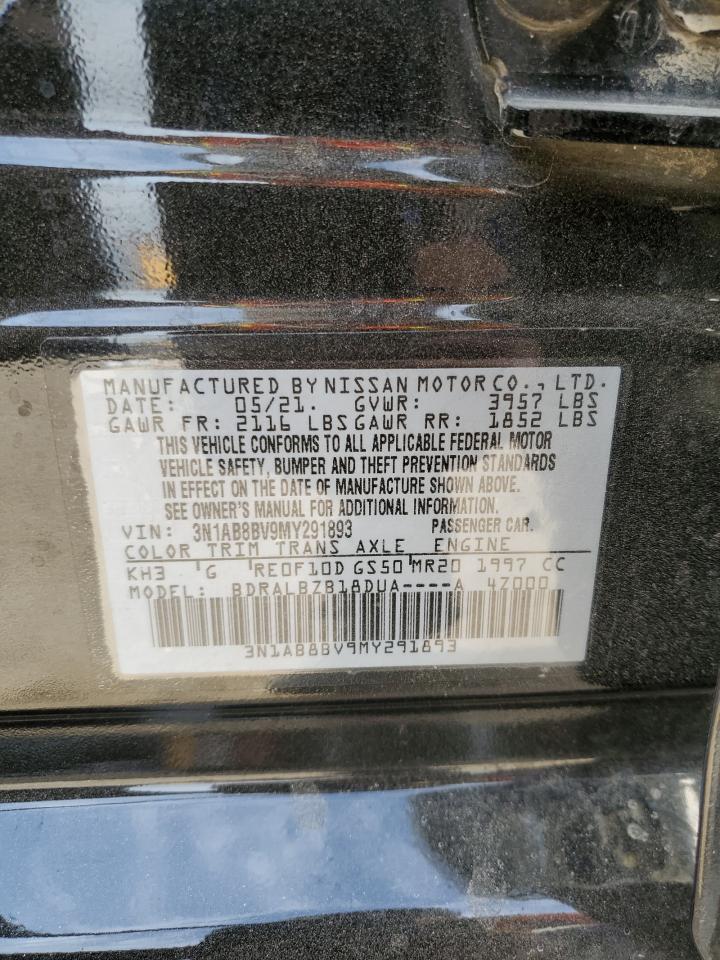 MANUFACTURED BY NISSAN MOTOR CO., LTD.
DATE: 05/21. GVWR: 3957 LBS
GAWR FR: 2116 LBS GAWR RR: 1852 LBS
THIS VEHICLE CONFORMS TO ALL APPLICABLE FEDERAL MOTOR
VEHICLE SAFETY, BUMPER AND THEFT PREVENTION STANDARDS
IN EFFECT ON THE DATE OF MANUFACTURE SHOWN ABOVE.
SEE OWNER'S MANUAL FOR ADDITIONAL INFORMATION.
VIN: 3N1AB8BV9MY291893 PASSENGER CAR.
COLOR TRIM TRANS AXLE ENGINE
KH3 G RE0F10D GS50 MR20 1997 CC
MODEL: BDRALBZB18DUA----A 47000
3N1AB8BV9MY291893